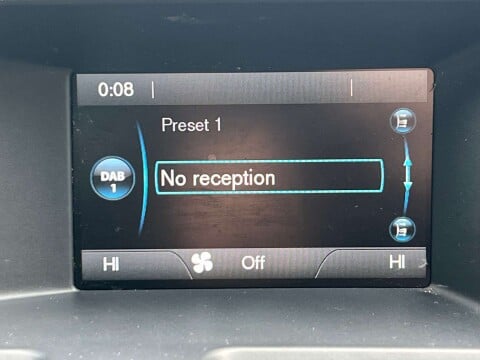 0:08
Preset 1
DAB
1
No reception
HI Off HI